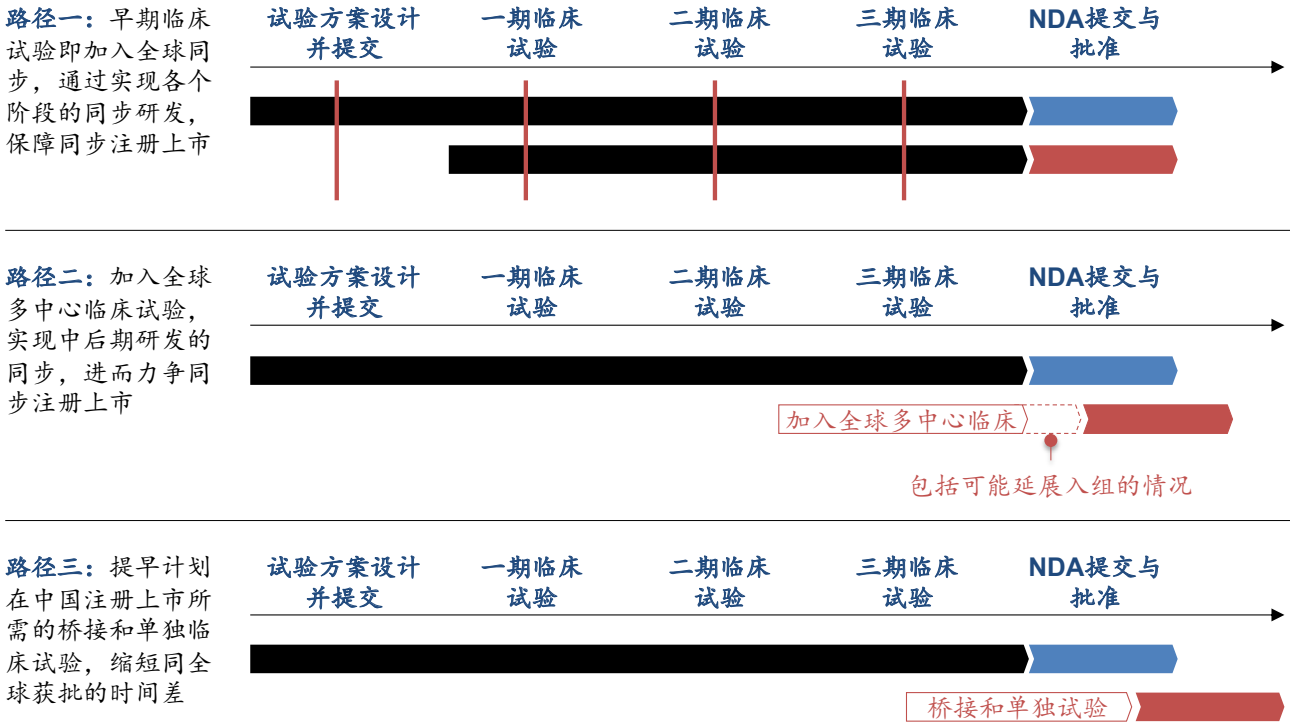 路径一：早期临床
试验即加入全球同
步，通过实现各个
阶段的同步研发，
保障同步注册上市
试验方案设计
并提交
一期临床
试验
二期临床
试验
三期临床
试验
NDA提交与
批准
路径二：加入全球
多中心临床试验，
实现中后期研发的
同步，进而力争同
步注册上市
试验方案设计
并提交
一期临床
试验
二期临床
试验
三期临床
试验
NDA提交与
批准
加入全球多中心临床
包括可能延展入组的情况
路径三：提早计划
在中国注册上市所
需的桥接和单独临
床试验，缩短同全
球获批的时间差
试验方案设计
并提交
一期临床
试验
二期临床
试验
三期临床
试验
NDA提交与
批准
桥接和单独试验